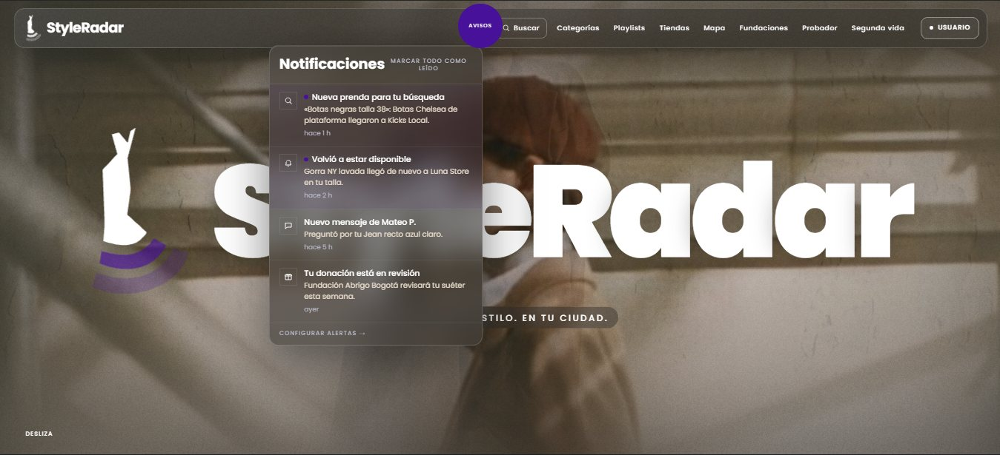 StyleRadar
AVISOS
Buscar
Categorías
Playlists
Tiendas
Mapa
Fundaciones
Probador
Segunda vida
USUARIO
Notificaciones
MARCAR TODO COMO
LEÍDO
Nueva prenda para tu búsqueda
«Botas negras talla 38»: Botas Chelsea de
plataforma llegaron a Kicks Local.
hace 1 h
Volvió a estar disponible
Gorra NY lavada llegó de nuevo a Luna Store
en tu talla.
hace 2 h
Nuevo mensaje de Mateo P.
Preguntó por tu Jean recto azul claro.
hace 5 h
Tu donación está en revisión
Fundación Abrigo Bogotá revisará tu suéter
esta semana.
ayer
CONFIGURAR ALERTAS →
S eRadar
STILO. EN TU CIUDAD.
DESLIZA